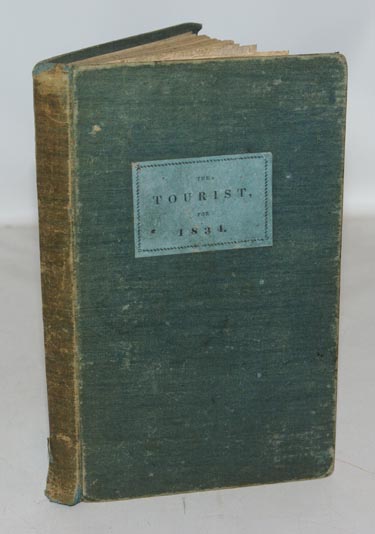 THE
TOURIST,
FOR
1834.